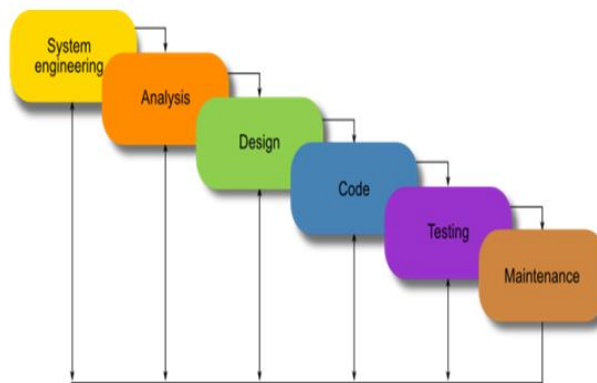 System
engineering
Analysis
Design
Code
Testing
Maintenance